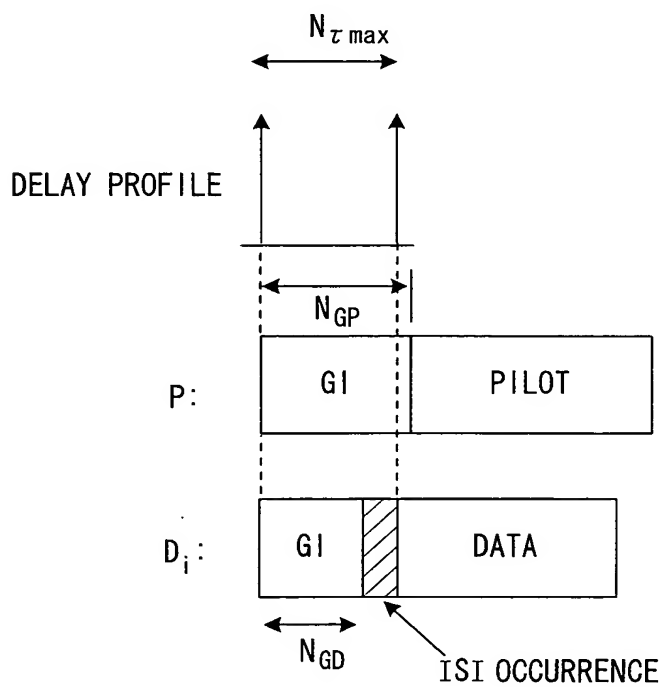 Nτ max
DELAY PROFILE
NGP
P: GI PILOT
Di: GI DATA
NGD
ISI OCCURRENCE